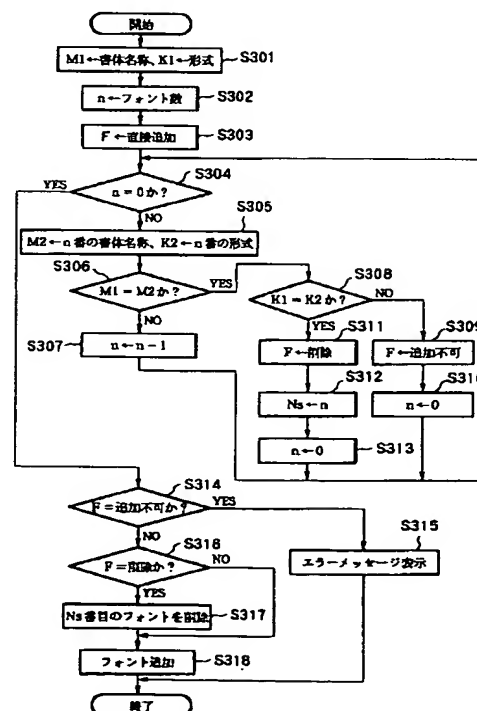 開始
M1←書体名称、K1←形式 S301
n←フォント数 S302
F←直接追加 S303
S304
YES n=0か?
NO S305
M2←n番の書体名称、K2←n番の形式
S306 S308
M1=M2か? YES K1=K2か? NO
NO YES S311 S309
S307 n←n-1 F←削除 F←追加不可
S312 S310
Ns←n n←0
n←0 S313
S314
F=追加不可か? YES
NO S318 S315
F=削除か? NO エラーメッセージ表示
YES
Ns番目のフォントを削除 S317
フォント追加 S318
終了